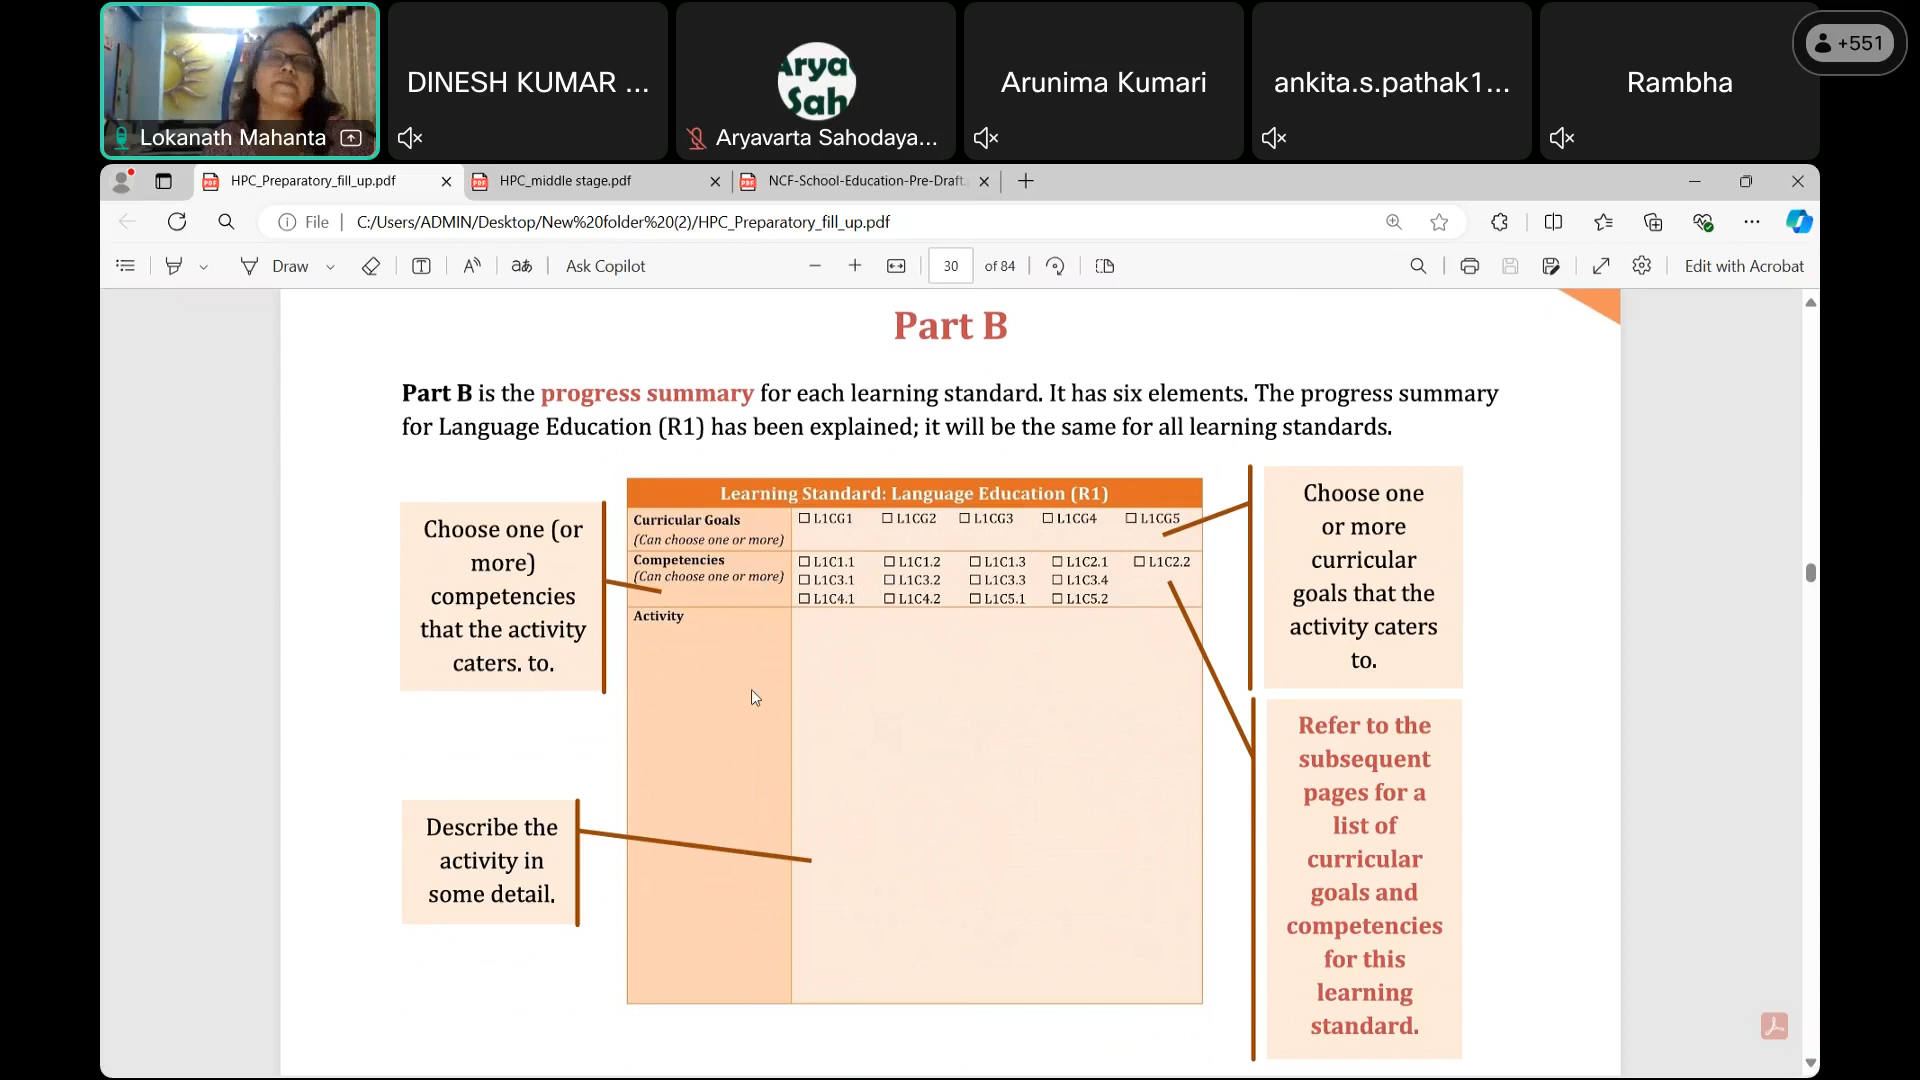 DINESH KUMAR ...
Arya
Sah
Arunima Kumari
ankita.s.pathak1...
Rambha
+551
Lokanath Mahanta
Aryavarta Sahodaya...
HPC_Preparatory_fill_up.pdf
HPC_middle stage.pdf
NCF-School-Education-Pre-Draft.
File
C:/Users/ADMIN/Desktop/New%20folder%20(2)/HPC_Preparatory_fill_up.pdf
Draw
Ask Copilot
30
of 84
Edit with Acrobat
Part B
Part B is the progress summary for each learning standard. It has six elements. The progress summary
for Language Education (R1) has been explained; it will be the same for all learning standards.
Choose one (or
more)
competencies
that the activity
caters. to.
Describe the
activity in
some detail.
Learning Standard: Language Education (R1)
Curricular Goals
(Can choose one or more)
☐ L1CG1 ☐ L1CG2 ☐ L1CG3 ☐ L1CG4 ☐ L1CG5
Competencies
(Can choose one or more)
☐ L1C1.1 ☐ L1C1.2 ☐ L1C1.3 ☐ L1C2.1 ☐ L1C2.2
☐ L1C3.1 ☐ L1C3.2 ☐ L1C3.3 ☐ L1C3.4
☐ L1C4.1 ☐ L1C4.2 ☐ L1C5.1 ☐ L1C5.2
Activity
Choose one
or more
curricular
goals that the
activity caters
to.
Refer to the
subsequent
pages for a
list of
curricular
goals and
competencies
for this
learning
standard.